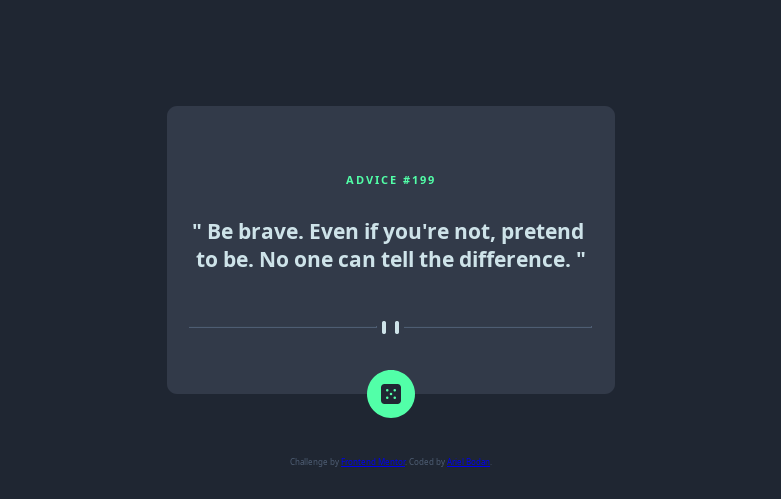 ADVICE #199
" Be brave. Even if you're not, pretend
to be. No one can tell the difference. "
Challenge by Frontend Mentor. Coded by